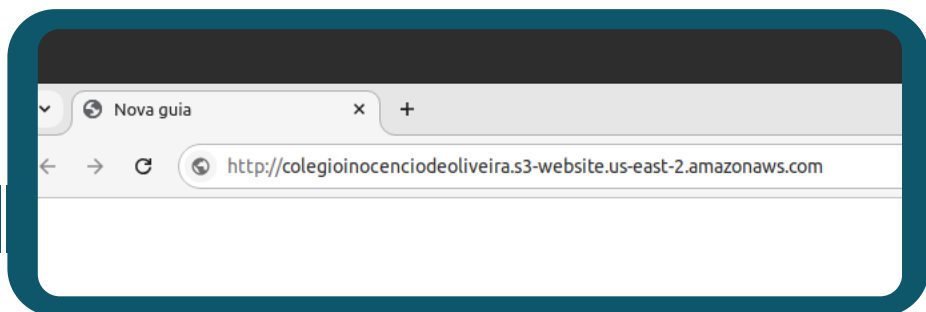 Nova guia
http://colegioinocenciodeoliveira.s3-website.us-east-2.amazonaws.com